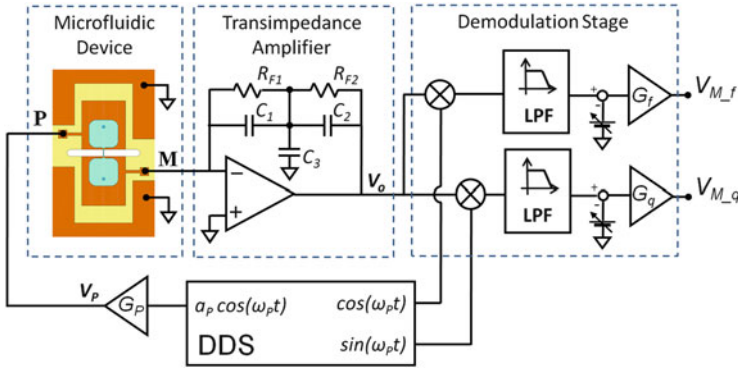 Microfluidic
Device
Transimpedance
Amplifier
Demodulation Stage
P
M
R_F1
R_F2
C_1
C_2
C_3
−
+
V_o
LPF
+
-
G_f
V_M_f
LPF
+
-
G_q
V_M_q
V_P
G_P
a_P cos(ω_Pt)
cos(ω_Pt)
DDS
sin(ω_Pt)